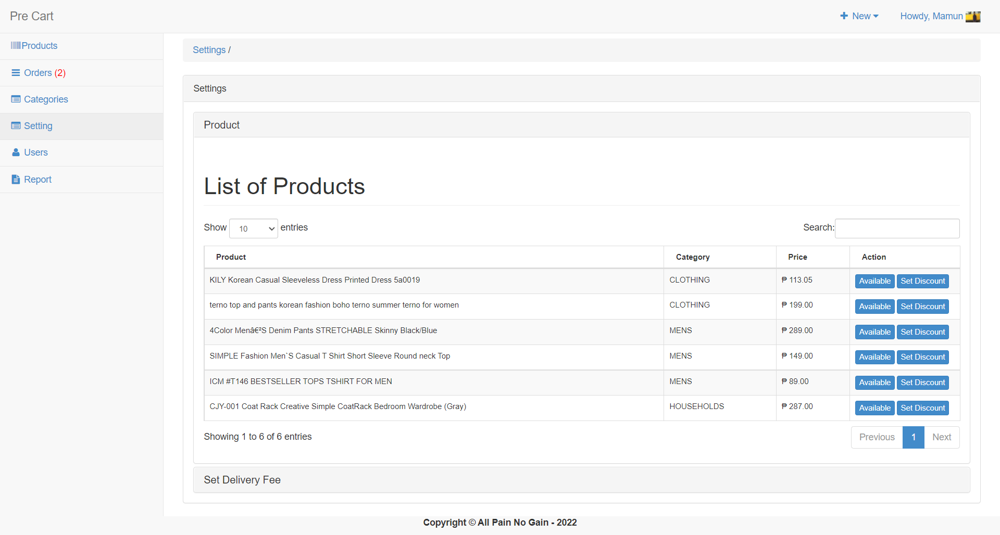 Pre Cart
New
Howdy, Mamun
Products
Orders (2)
Categories
Setting
Users
Report
Settings /
Settings
Product
List of Products
Show 10 entries
Search:
Product Category Price Action
KILY Korean Casual Sleeveless Dress Printed Dress 5a0019 CLOTHING ₱ 113.05 Available Set Discount
terno top and pants korean fashion boho terno summer terno for women CLOTHING ₱ 199.00 Available Set Discount
4Color Menâ€²S Denim Pants STRETCHABLE Skinny Black/Blue MENS ₱ 289.00 Available Set Discount
SIMPLE Fashion Men`S Casual T Shirt Short Sleeve Round neck Top MENS ₱ 149.00 Available Set Discount
ICM #T146 BESTSELLER TOPS TSHIRT FOR MEN MENS ₱ 89.00 Available Set Discount
CJY-001 Coat Rack Creative Simple CoatRack Bedroom Wardrobe (Gray) HOUSEHOLDS ₱ 287.00 Available Set Discount
Showing 1 to 6 of 6 entries
Previous 1 Next
Set Delivery Fee
Copyright © All Pain No Gain - 2022